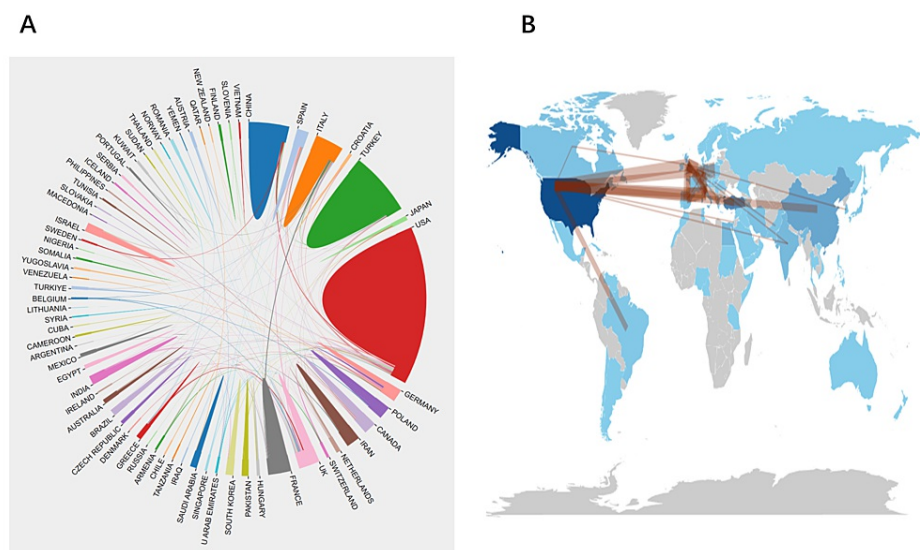 A
B
CHINA
SPAIN
ITALY
CROATIA
TURKEY
JAPAN
USA
GERMANY
POLAND
CANADA
IRAN
NETHERLANDS
SWITZERLAND
UK
FRANCE
HUNGARY
PAKISTAN
SOUTH KOREA
U ARAB EMIRATES
SINGAPORE
SAUDI ARABIA
IRAQ
TANZANIA
CHILE
ARMENIA
RUSSIA
GREECE
DENMARK
CZECH REPUBLIC
BRAZIL
AUSTRALIA
IRELAND
INDIA
EGYPT
MEXICO
ARGENTINA
CAMEROON
CUBA
SYRIA
LITHUANIA
BELGIUM
TURKIYE
VENEZUELA
YUGOSLAVIA
SOMALIA
NIGERIA
SWEDEN
ISRAEL
MACEDONIA
SLOVAKIA
TUNISIA
PHILIPPINES
ICELAND
SERBIA
PORTUGAL
KUWAIT
SUDAN
THAILAND
NORWAY
ROMANIA
YEMEN
AUSTRIA
QATAR
NEW ZEALAND
FINLAND
SLOVENIA
VIETNAM